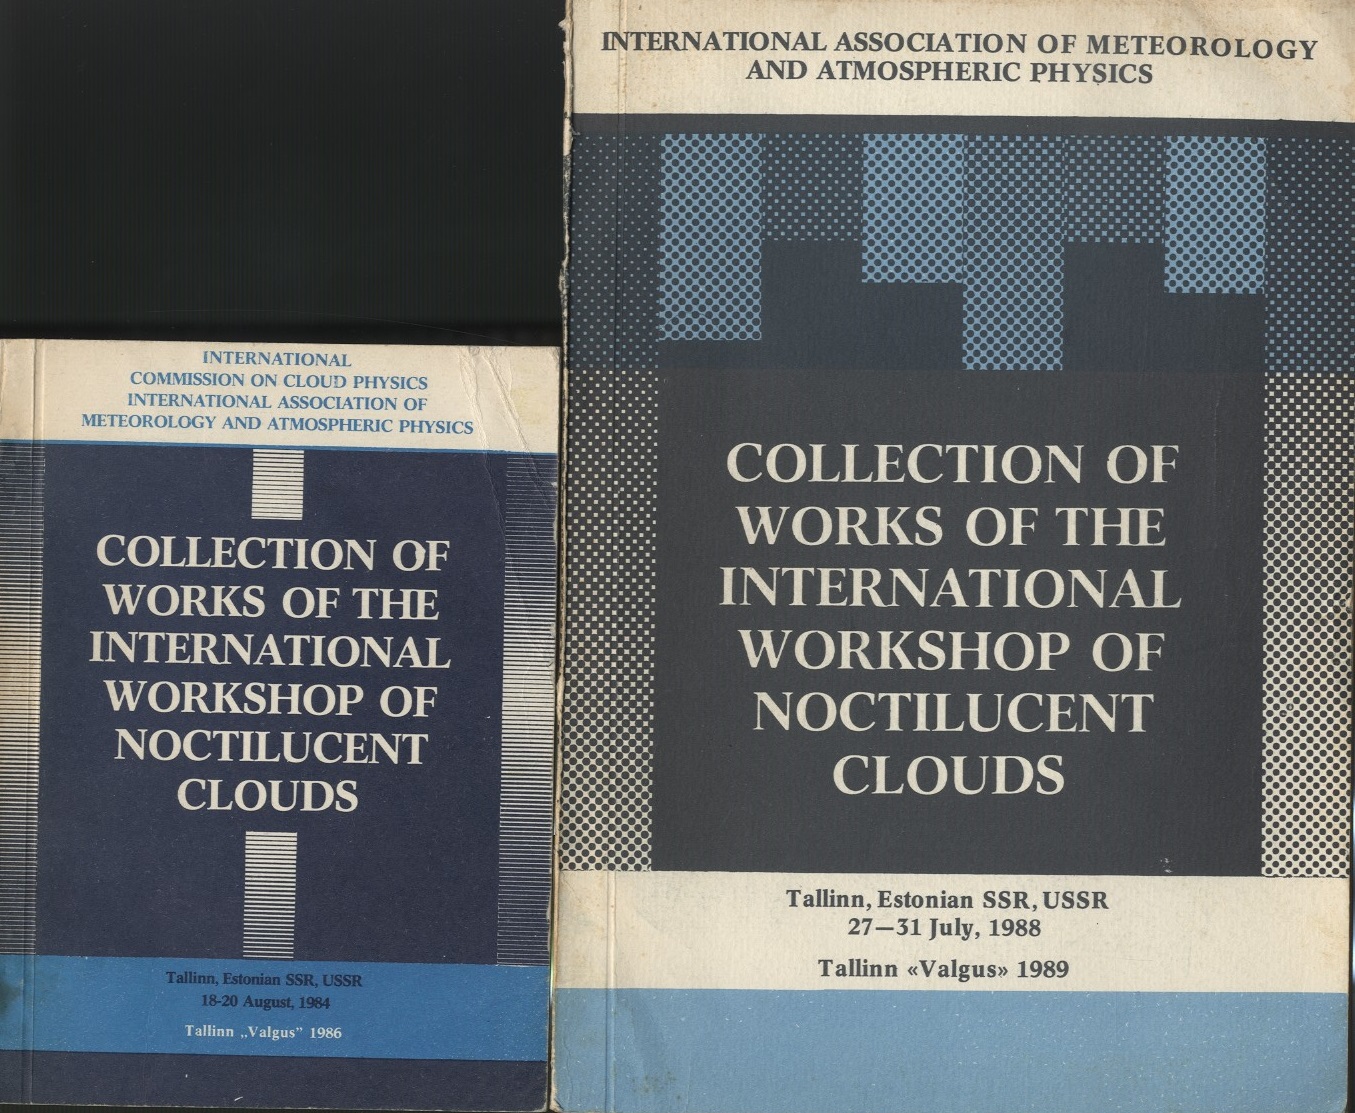 INTERNATIONAL
COMMISSION ON CLOUD PHYSICS
INTERNATIONAL ASSOCIATION OF
METEOROLOGY AND ATMOSPHERIC PHYSICS
COLLECTION OF
WORKS OF THE
INTERNATIONAL
WORKSHOP OF
NOCTILUCENT
CLOUDS
Tallinn, Estonian SSR, USSR
18-20 August, 1984
Tallinn „Valgus” 1986
INTERNATIONAL ASSOCIATION OF METEOROLOGY
AND ATMOSPHERIC PHYSICS
COLLECTION OF
WORKS OF THE
INTERNATIONAL
WORKSHOP OF
NOCTILUCENT
CLOUDS
Tallinn, Estonian SSR, USSR
27—31 July, 1988
Tallinn «Valgus» 1989